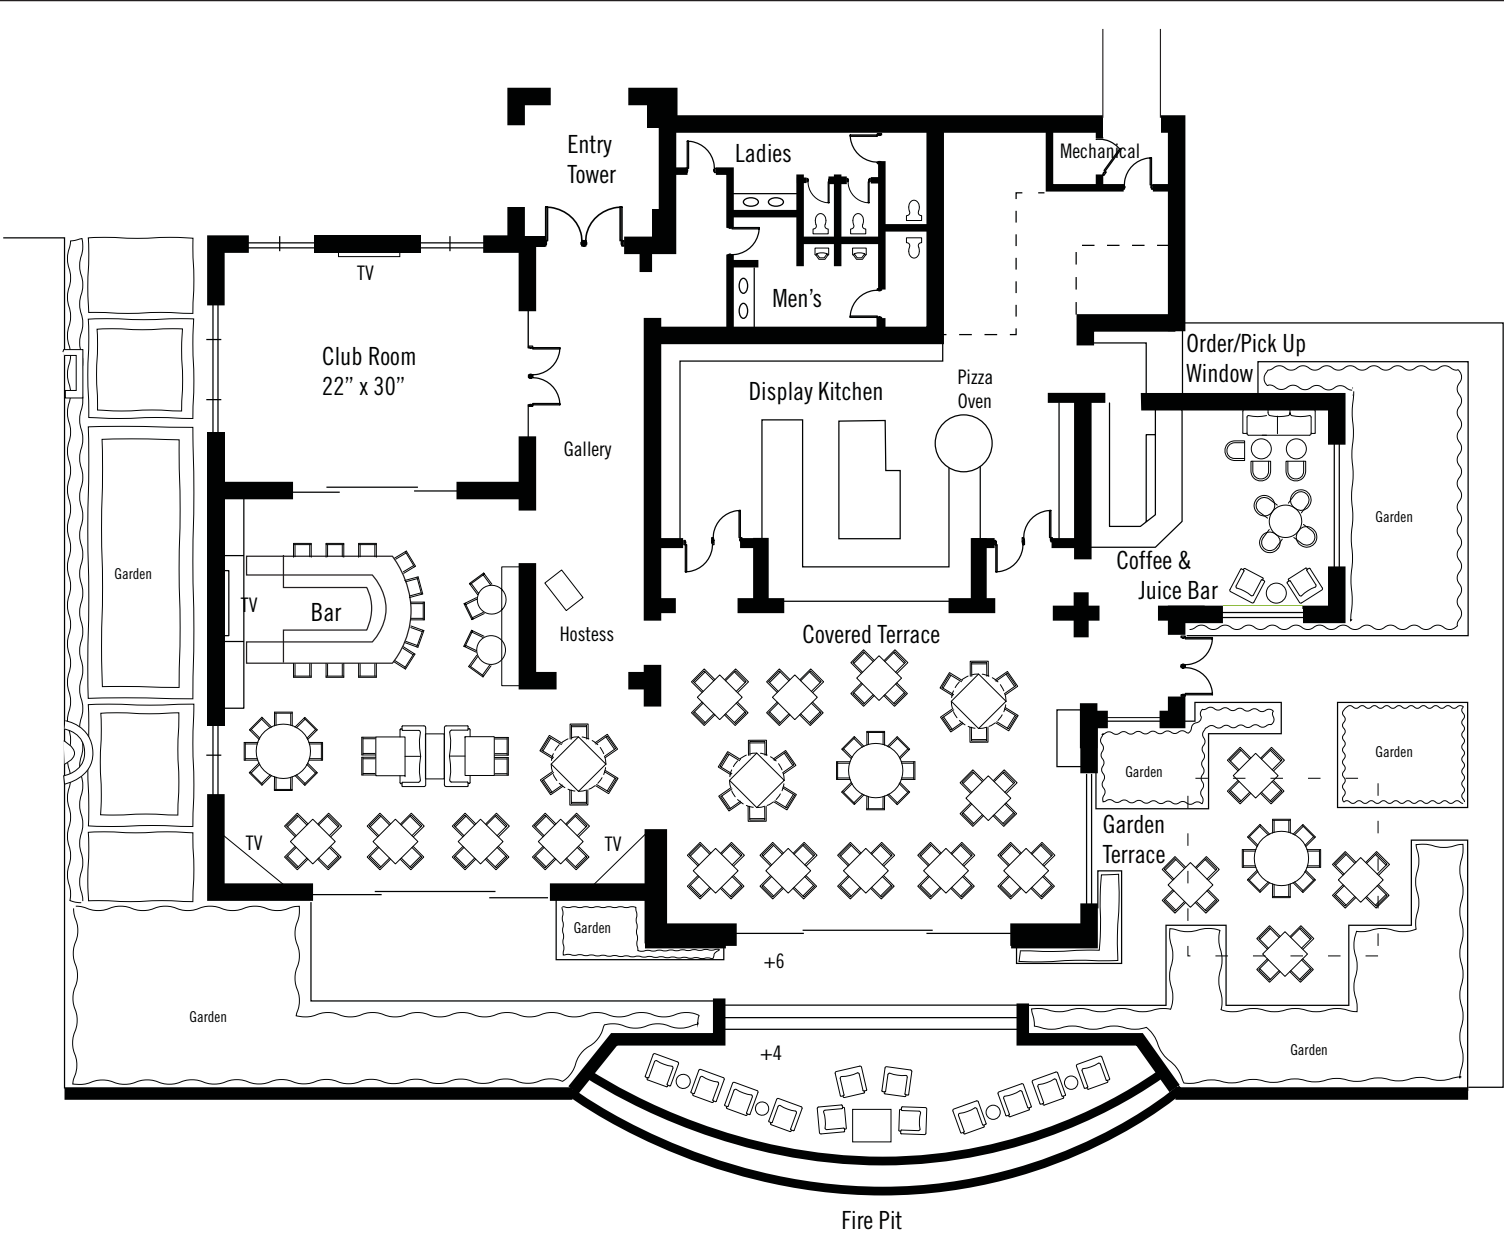 Entry
Tower
Ladies
Mechanical
TV
Men's
Club Room
22” x 30”
Order/Pick Up
Window
Display Kitchen
Pizza
Oven
Gallery
Garden
Garden
Coffee &
Juice Bar
TV
Bar
Hostess
Covered Terrace
Garden
Garden
TV
TV
Garden
Terrace
Garden
+6
Garden
Garden
+4
Fire Pit